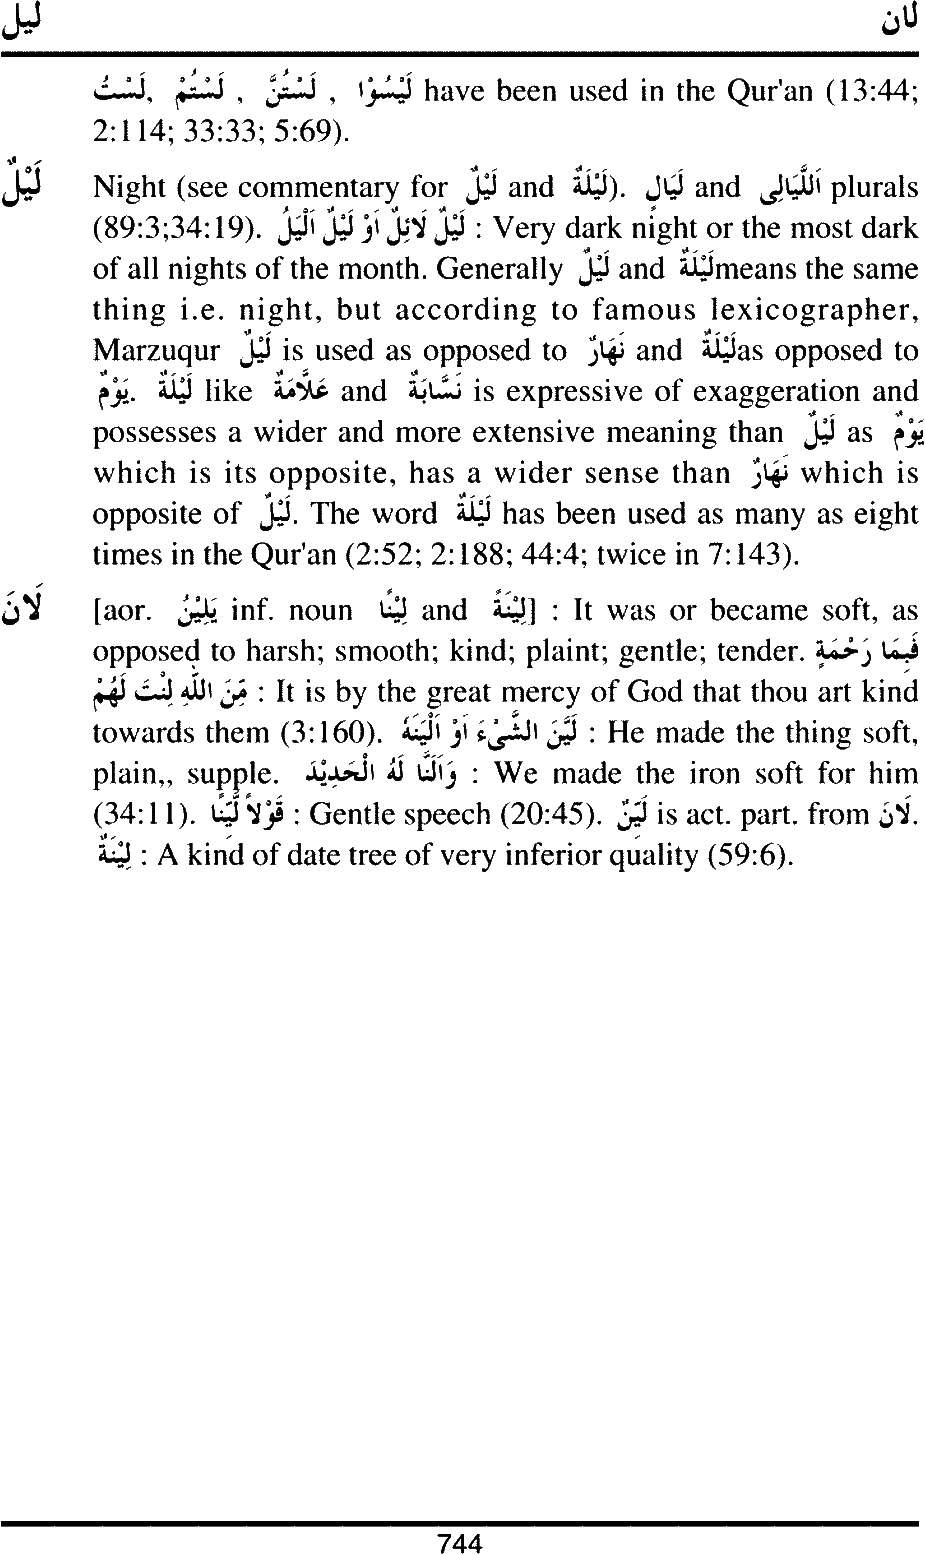 ليل	لان
لَيْسُوْا , لَسْتُنَّ , لَسْتُمْ ,لَسْتُ have been used in the Qur'an (13:44;
2:114; 33:33; 5:69).
لَيْلٌ Night (see commentary for لَيْلٌ and لَيْلَةٌ). لَيَالٍ and اَللَّيَالِى plurals
(89:3;34:19). لَيْلٌ لَائِلٌ اَوْ لَيْلٌ اَلْيَلُ : Very dark night or the most dark
of all nights of the month. Generally لَيْلٌ and لَيْلَةٌmeans the same
thing i.e. night, but according to famous lexicographer,
Marzuqur لَيْلٌ is used as opposed to نَهَارٌ and لَيْلَةٌas opposed to
يَوْمٌ. لَيْلَةٌ like عَلَّامَةٌ and نَسَّابَةٌ is expressive of exaggeration and
possesses a wider and more extensive meaning than لَيْلٌ as يَوْمٌ
which is its opposite, has a wider sense than نَهَارٌ which is
opposite of لَيْلٌ. The word لَيْلَةٌ has been used as many as eight
times in the Qur'an (2:52; 2:188; 44:4; twice in 7:143).
لَانَ [aor. يَلِيْنُ inf. noun لِيْنًا and لِيْنَةً] : It was or became soft, as
opposed to harsh; smooth; kind; plaint; gentle; tender. فَبِمَا رَحْمَةٍ
مِّنَ اللّٰهِ لِنْتَ لَهُمْ : It is by the great mercy of God that thou art kind
towards them (3:160). لَيَّنَ الشَّيْءَ اَوْ اَلْيَنَهُ : He made the thing soft,
plain,, supple. وَاَلَنَّا لَهُ الْحَدِيْدَ : We made the iron soft for him
(34:11). قَوْلاً لَّيِّنًا : Gentle speech (20:45). لَيِّنٌ is act. part. from لَانَ.
لِيْنَةٌ : A kind of date tree of very inferior quality (59:6).
744